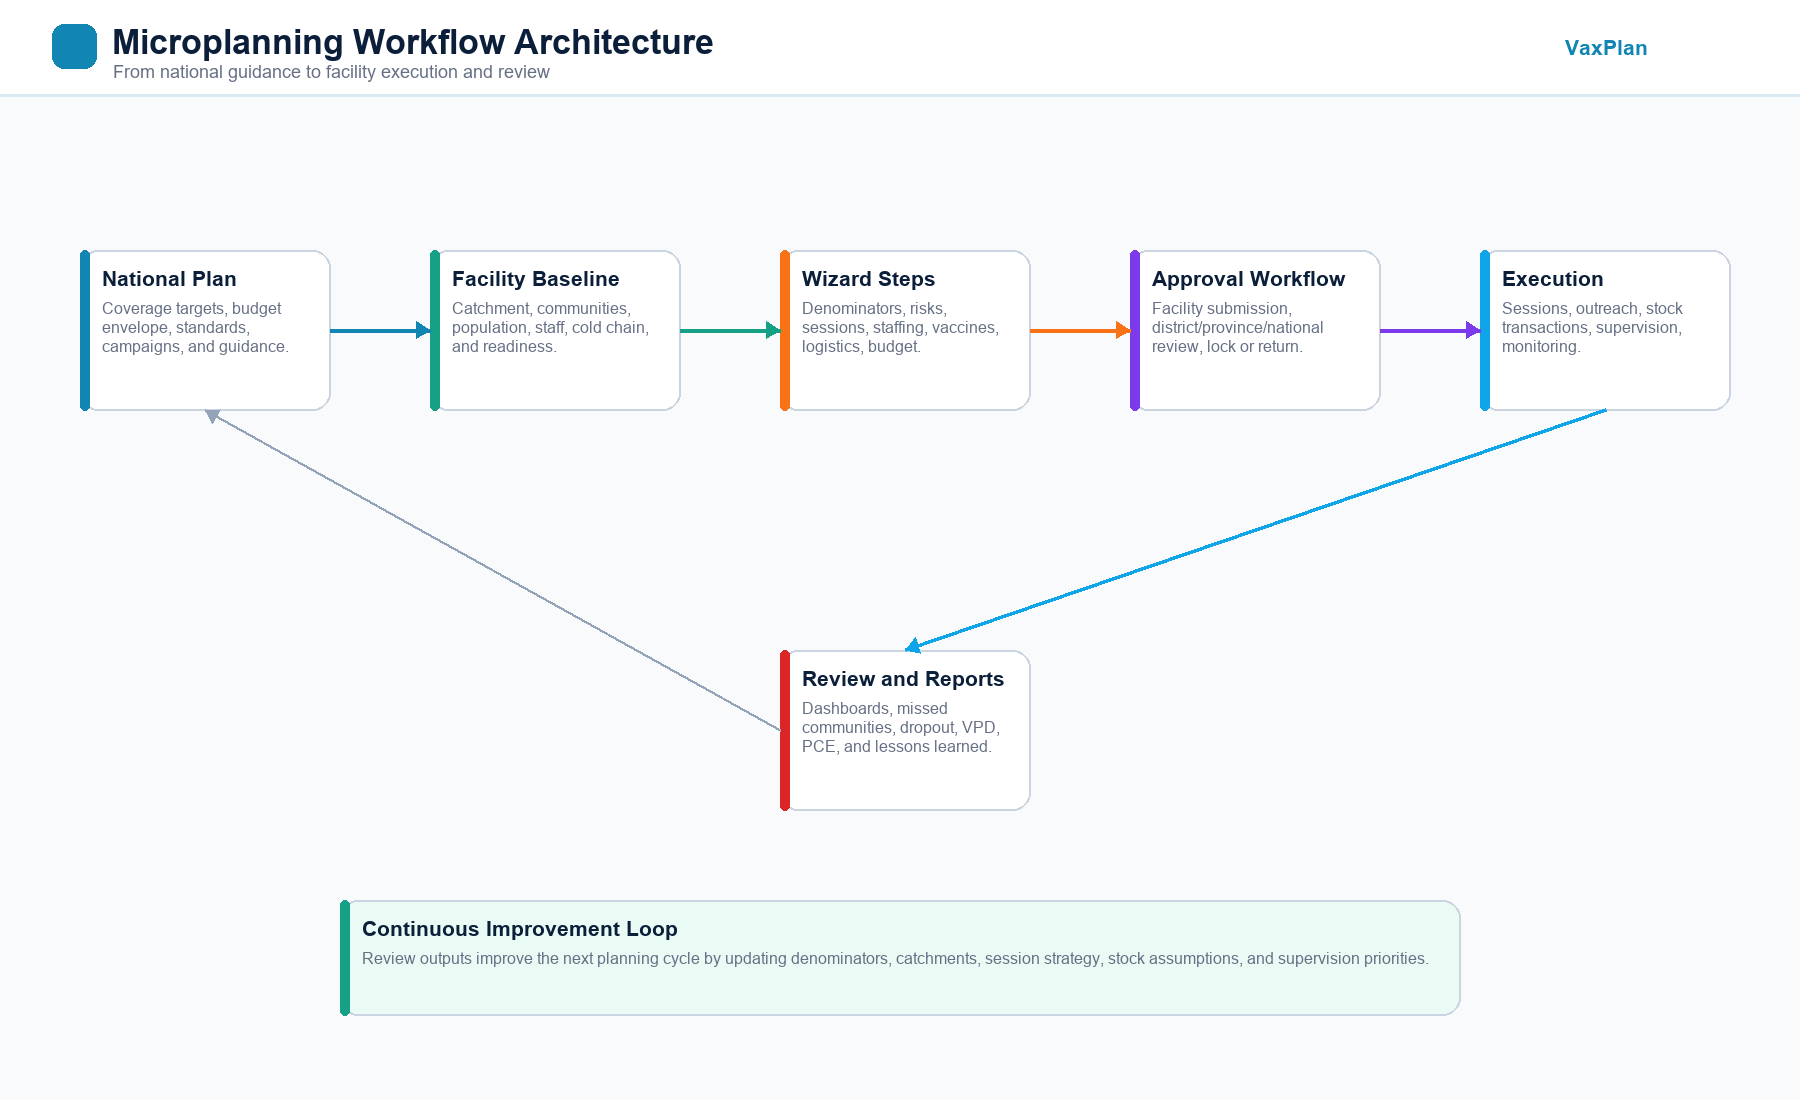 Microplanning Workflow Architecture
From national guidance to facility execution and review
VaxPlan
National Plan
Coverage targets, budget
envelope, standards,
campaigns, and guidance.
Facility Baseline
Catchment, communities,
population, staff, cold chain,
and readiness.
Wizard Steps
Denominators, risks,
sessions, staffing, vaccines,
logistics, budget.
Approval Workflow
Facility submission,
district/province/national
review, lock or return.
Execution
Sessions, outreach, stock
transactions, supervision,
monitoring.
Review and Reports
Dashboards, missed
communities, dropout, VPD,
PCE, and lessons learned.
Continuous Improvement Loop
Review outputs improve the next planning cycle by updating denominators, catchments, session strategy, stock assumptions, and supervision priorities.